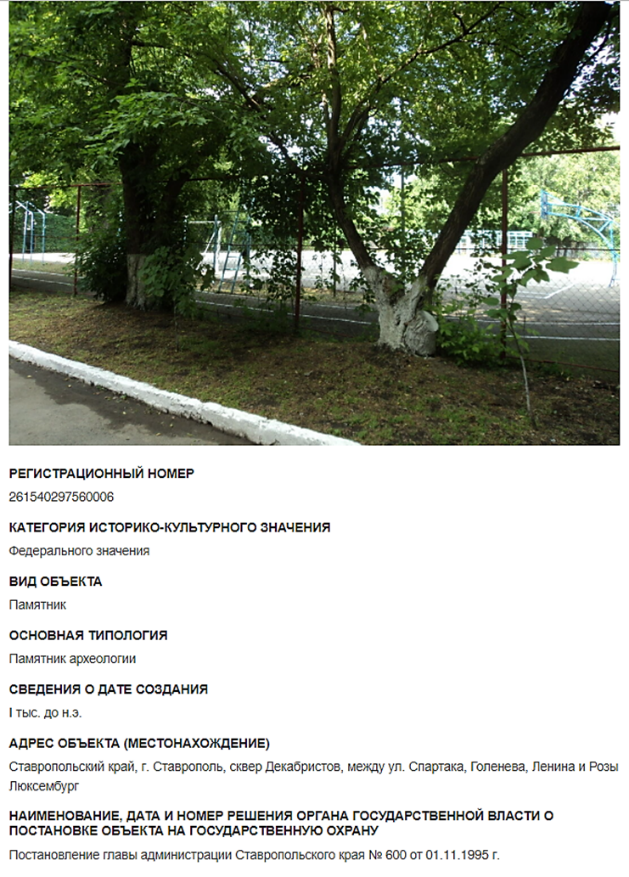 РЕГИСТРАЦИОННЫЙ НОМЕР
261540297560006
КАТЕГОРИЯ ИСТОРИКО-КУЛЬТУРНОГО ЗНАЧЕНИЯ
Федерального значения
ВИД ОБЪЕКТА
Памятник
ОСНОВНАЯ ТИПОЛОГИЯ
Памятник археологии
СВЕДЕНИЯ О ДАТЕ СОЗДАНИЯ
I тыс. до н.э.
АДРЕС ОБЪЕКТА (МЕСТОНАХОЖДЕНИЕ)
Ставропольский край, г. Ставрополь, сквер Декабристов, между ул. Спартака, Голенева, Ленина и Розы
Люксембург
НАИМЕНОВАНИЕ, ДАТА И НОМЕР РЕШЕНИЯ ОРГАНА ГОСУДАРСТВЕННОЙ ВЛАСТИ О
ПОСТАНОВКЕ ОБЪЕКТА НА ГОСУДАРСТВЕННУЮ ОХРАНУ
Постановление главы администрации Ставропольского края № 600 от 01.11.1995 г.